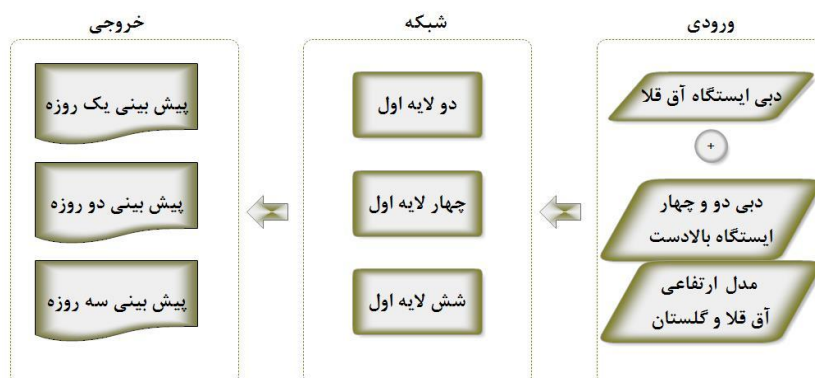 ورودی
دبی ایستگاه آق قلا
+
دبی دو و چهار
ایستگاه بالادست
مدل ارتفاعی
آق قلا و گلستان
شبکه
دو لایه اول
چهار لایه اول
شش لایه اول
خروجی
پیش بینی یک روزه
پیش بینی دو روزه
پیش بینی سه روزه